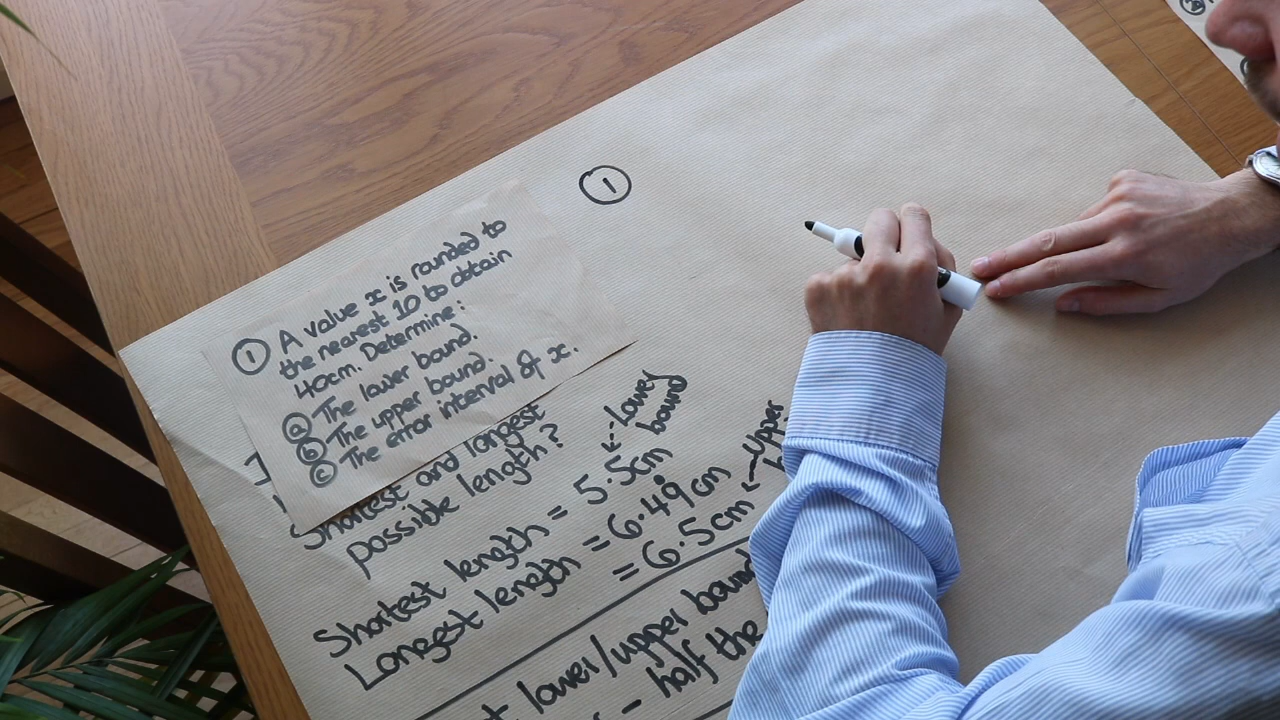 1
1 A value x is rounded to
the nearest 10 to obtain
40cm. Determine:
a The lower bound.
b The upper bound.
c The error interval of x.
Shortest and longest
possible length?
Shortest length = 5.5cm <-- Lower
bound
Longest length = 6.49̇cm
= 6.5cm <-- Upper
lower/upper bound
- half the